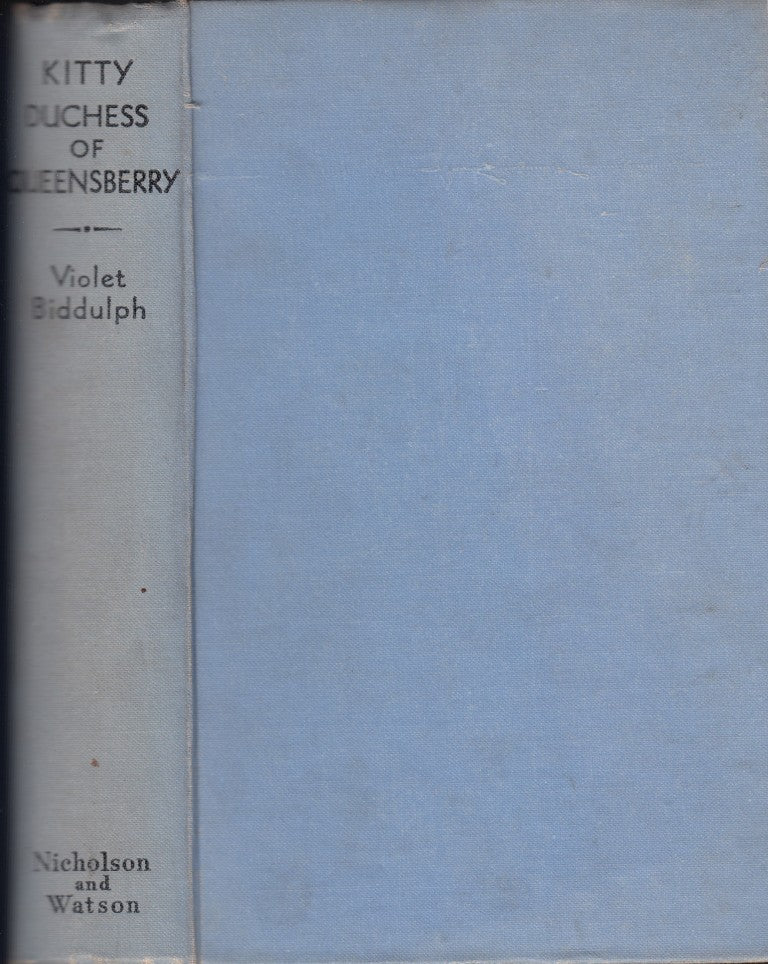 KITTY
DUCHESS
OF
QUEENSBERRY
Violet
Biddulph
Nicholson
and
Watson